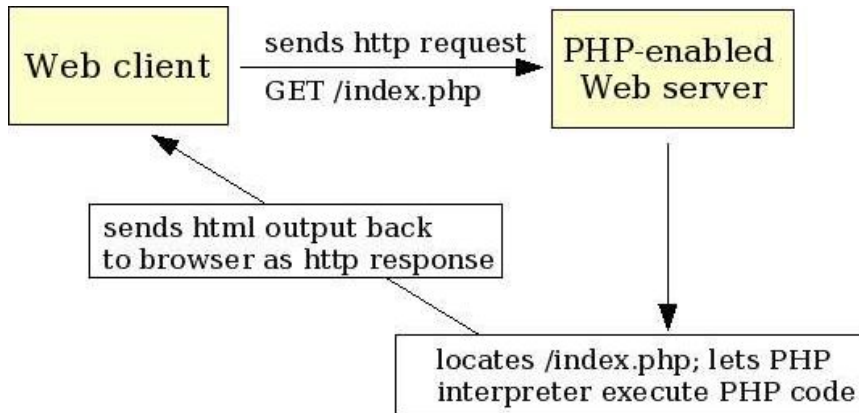 Web client
sends http request
GET /index.php
PHP-enabled
Web server
sends html output back
to browser as http response
locates /index.php; lets PHP
interpreter execute PHP code